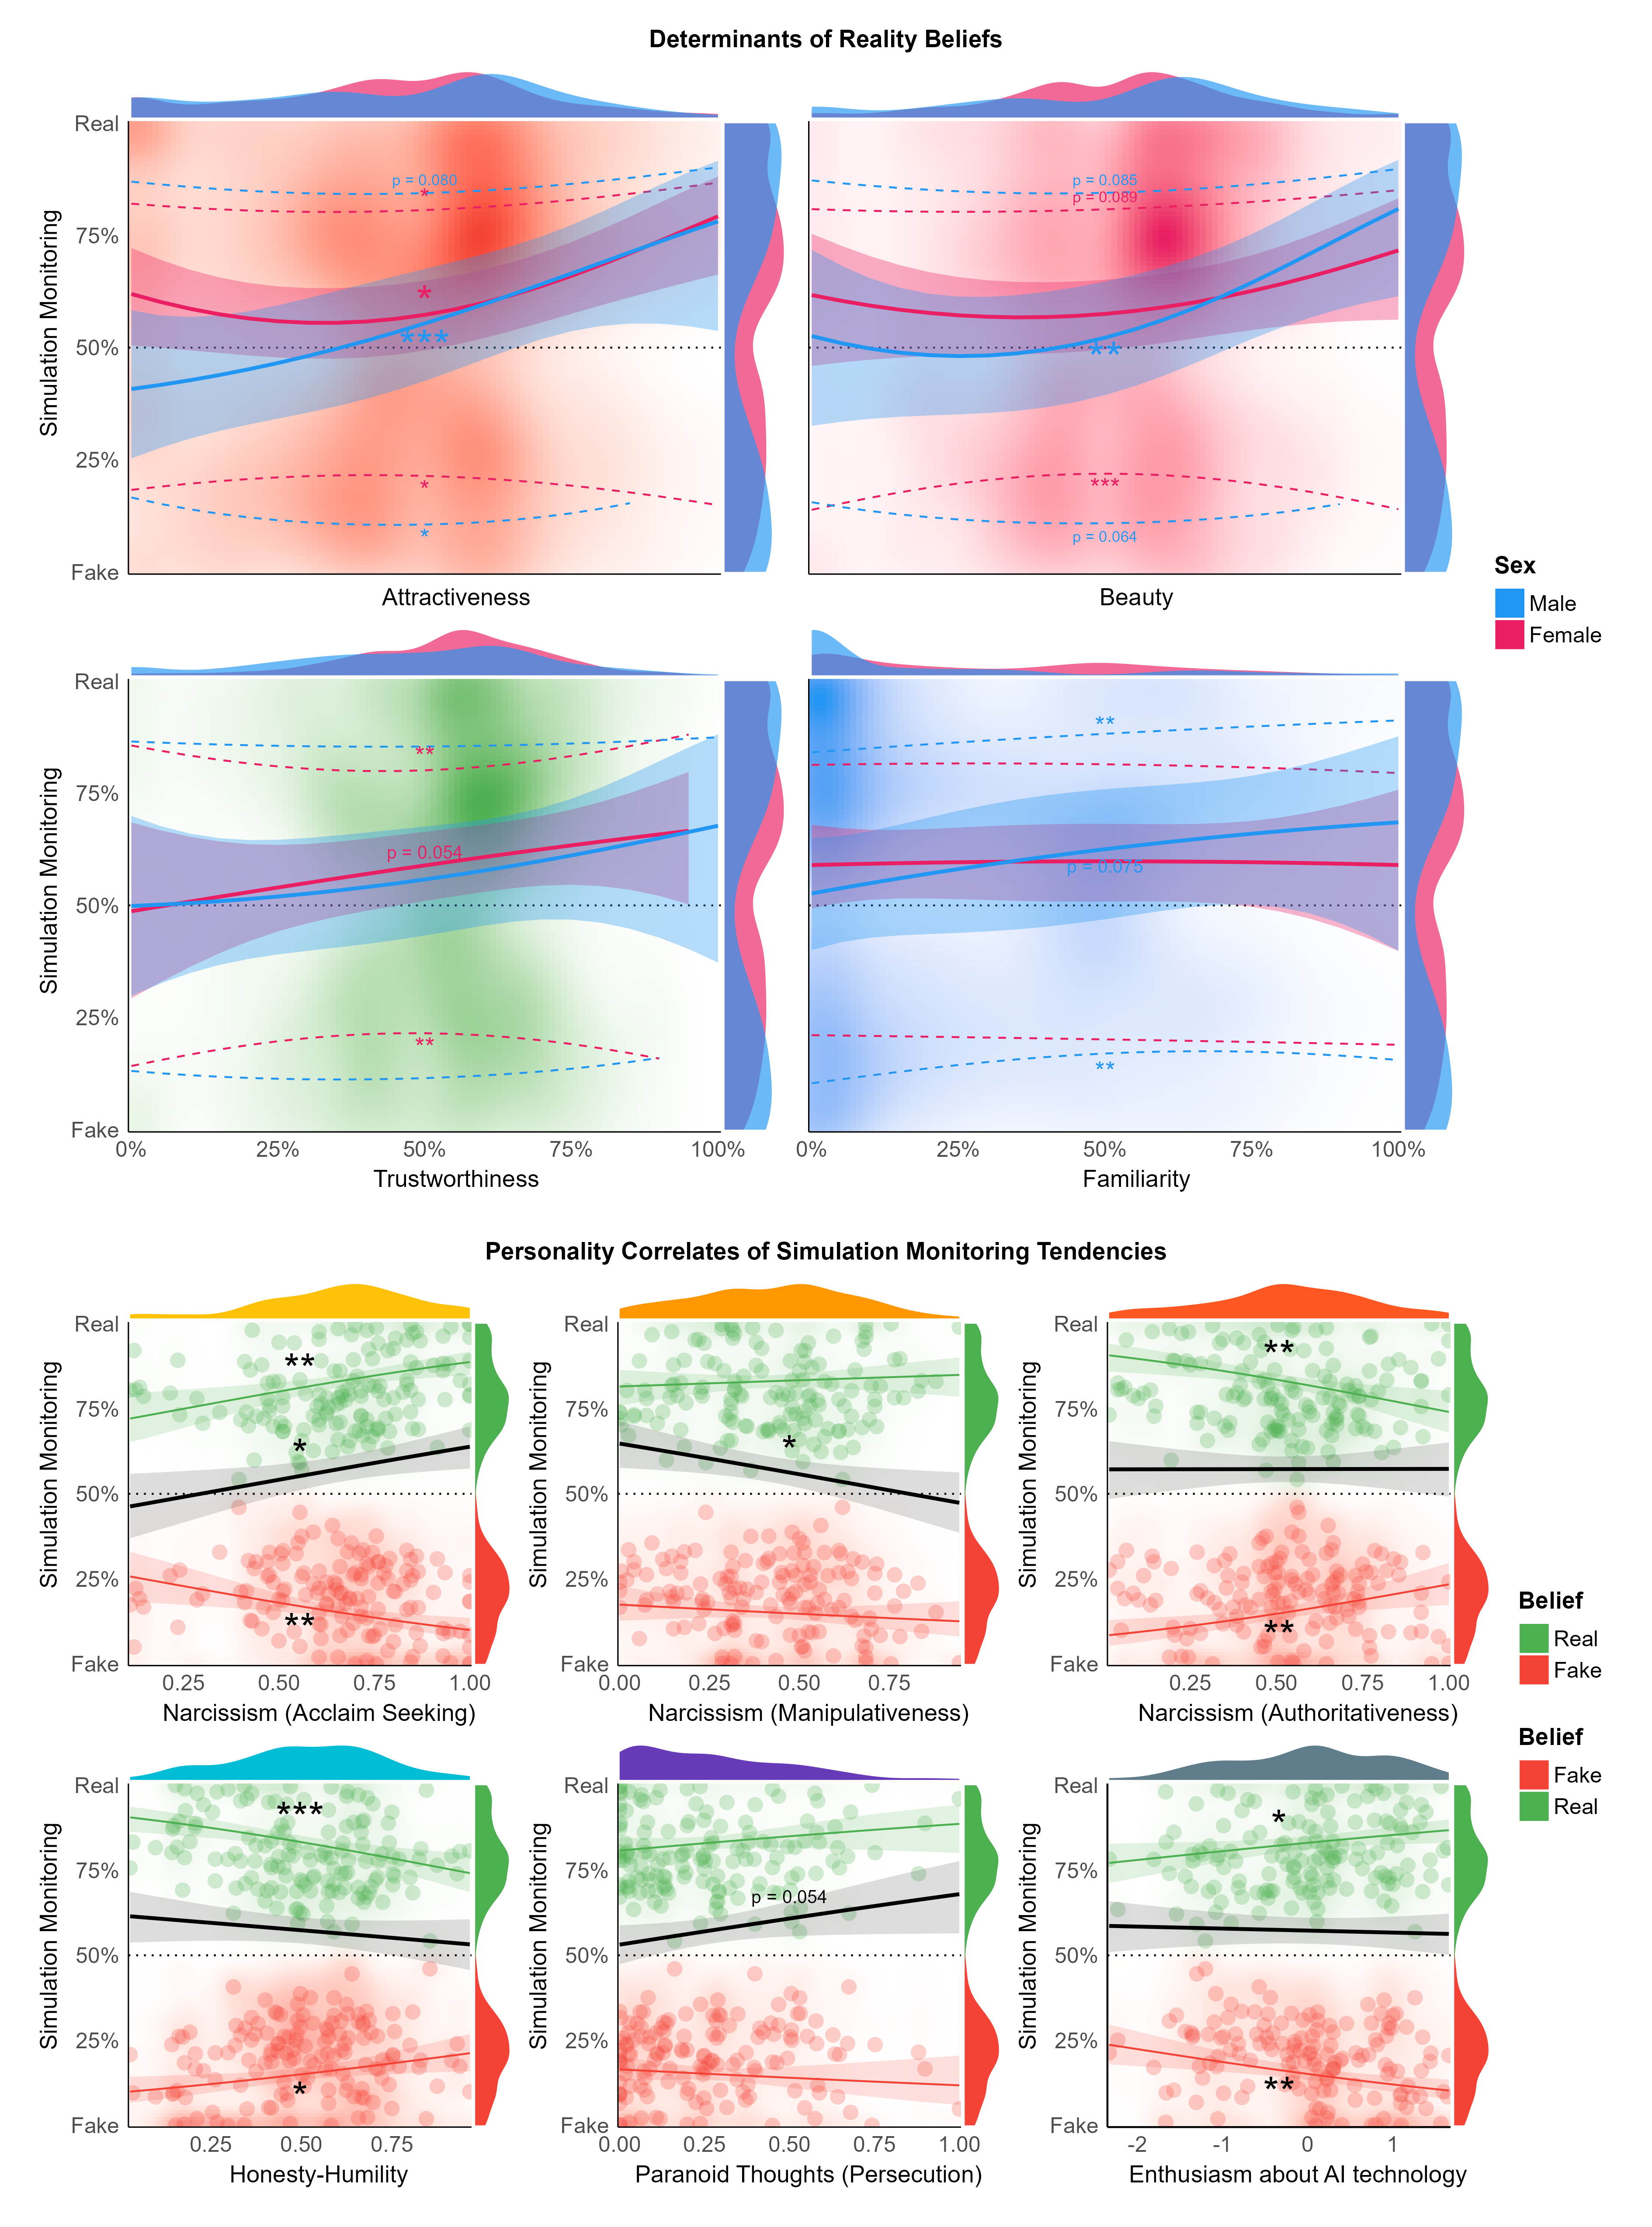 Determinants of Reality Beliefs
Real
75%
50%
25%
Fake
Simulation Monitoring
p = 0.080
*
*
***
*
*
Attractiveness
p = 0.085
p = 0.089
**
***
p = 0.064
Beauty
Sex
Male
Female
Real
75%
50%
25%
Fake
Simulation Monitoring
**
p = 0.054
**
0% 25% 50% 75% 100%
Trustworthiness
**
p = 0.075
**
0% 25% 50% 75% 100%
Familiarity
Personality Correlates of Simulation Monitoring Tendencies
Real
75%
50%
25%
Fake
Simulation Monitoring
**
*
**
0.25 0.50 0.75 1.00
Narcissism (Acclaim Seeking)
Real
75%
50%
25%
Fake
Simulation Monitoring
*
0.00 0.25 0.50 0.75
Narcissism (Manipulativeness)
Real
75%
50%
25%
Fake
Simulation Monitoring
**
**
0.25 0.50 0.75 1.00
Narcissism (Authoritativeness)
Belief
Real
Fake
Belief
Fake
Real
Real
75%
50%
25%
Fake
Simulation Monitoring
***
*
0.25 0.50 0.75
Honesty-Humility
Real
75%
50%
25%
Fake
Simulation Monitoring
p = 0.054
0.00 0.25 0.50 0.75 1.00
Paranoid Thoughts (Persecution)
Real
75%
50%
25%
Fake
Simulation Monitoring
*
**
-2 -1 0 1
Enthusiasm about AI technology